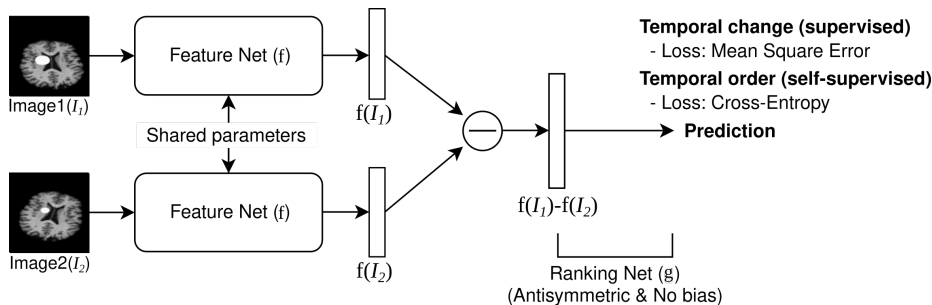 Temporal change (supervised)
- Loss: Mean Square Error
Temporal order (self-supervised)
- Loss: Cross-Entropy
Prediction
Feature Net (f)
Image1(I₁)
f(I₁)
Shared parameters
Feature Net (f)
Image2(I₂)
f(I₂)
f(I₁)-f(I₂)
Ranking Net (g)
(Antisymmetric & No bias)